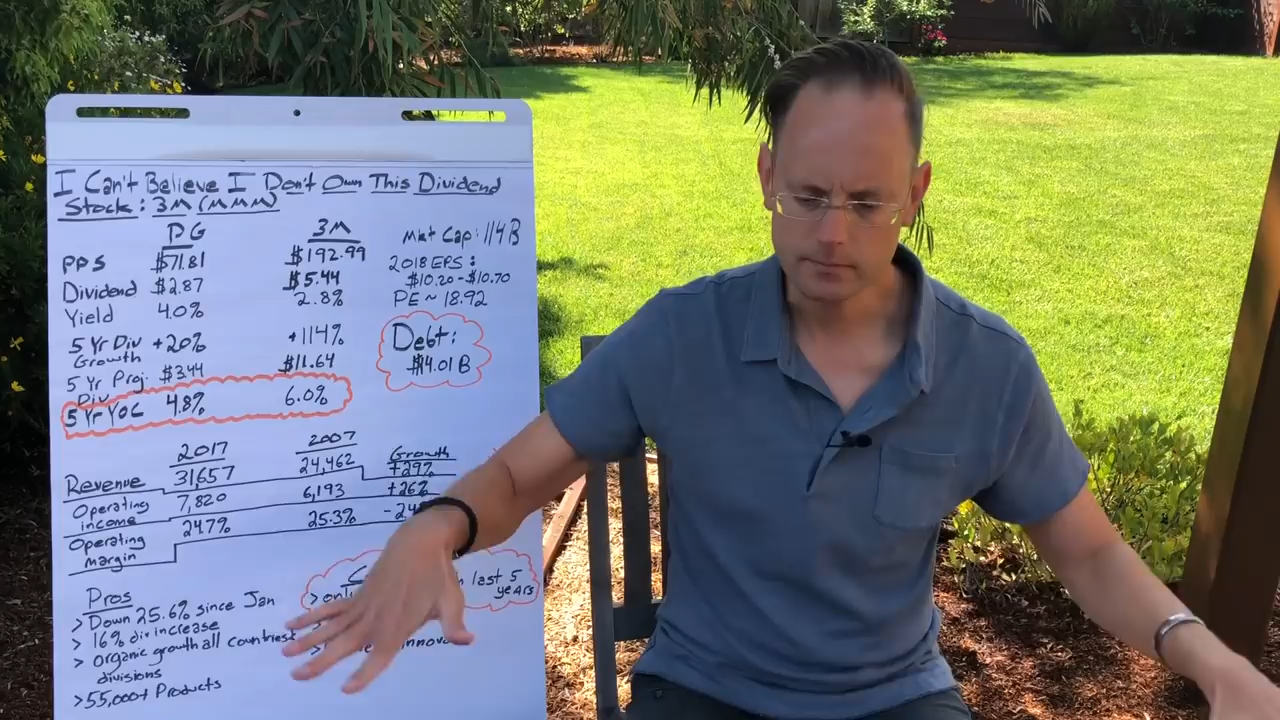 I Can't Believe I Don't Own This Dividend
Stock: 3M (MMM)
PG 3M
PPS $71.81 $192.99
Dividend $2.87 $5.44
Yield 4.0% 2.8%
5 Yr Div Growth +20% +114%
5 Yr Proj. Div $3.44 $11.64
5 Yr YOC 4.8% 6.0%
Mkt Cap: 114 B
2018 EPS:
$10.20-$10.70
PE ~ 18.92
Debt:
$14.01 B
2017 2007 Growth
Revenue 31,657 24,462 +29%
Operating income 7,820 6,193 +26%
Operating margin 24.7% 25.3%
Pros
> Down 25.6% since Jan
> 16% div increase
> organic growth all countries +
divisions
> 55,000+ Products
last 5
years